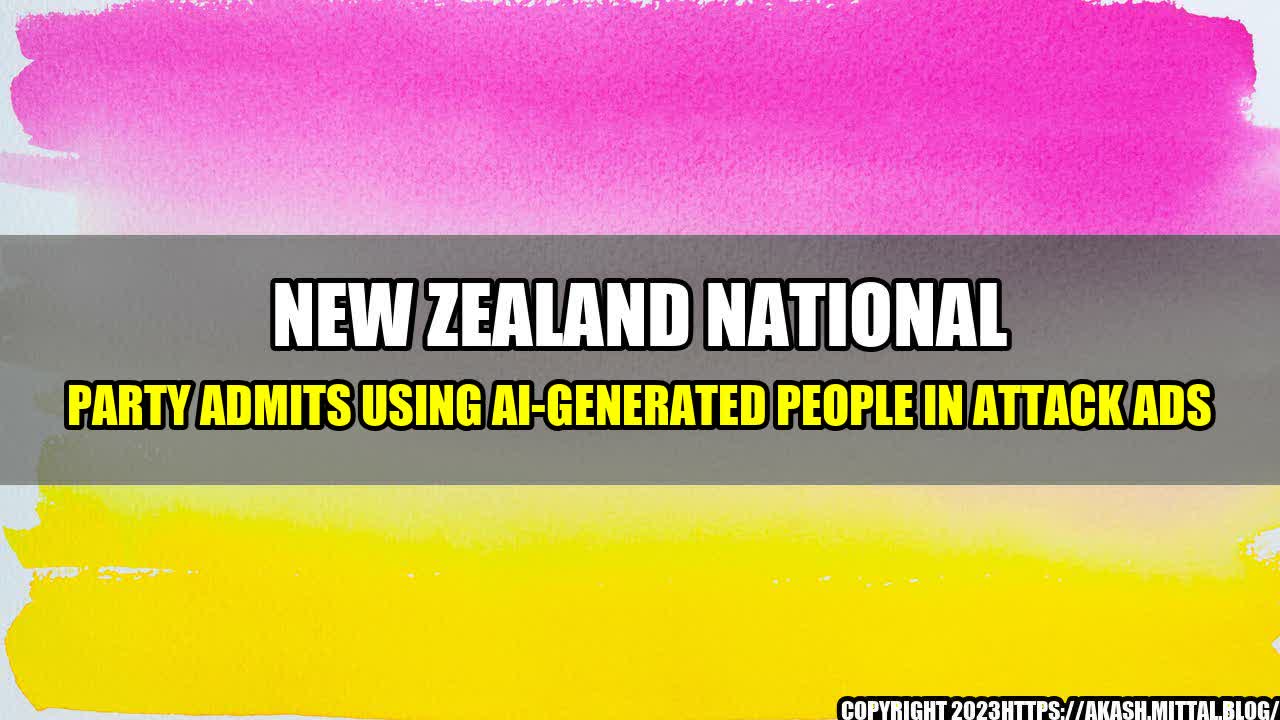 NEW ZEALAND NATIONAL
PARTY ADMITS USING AI-GENERATED PEOPLE IN ATTACK ADS
COPYRIGHT 2023HTTPS://AKASH.MITTAL.BLOG/